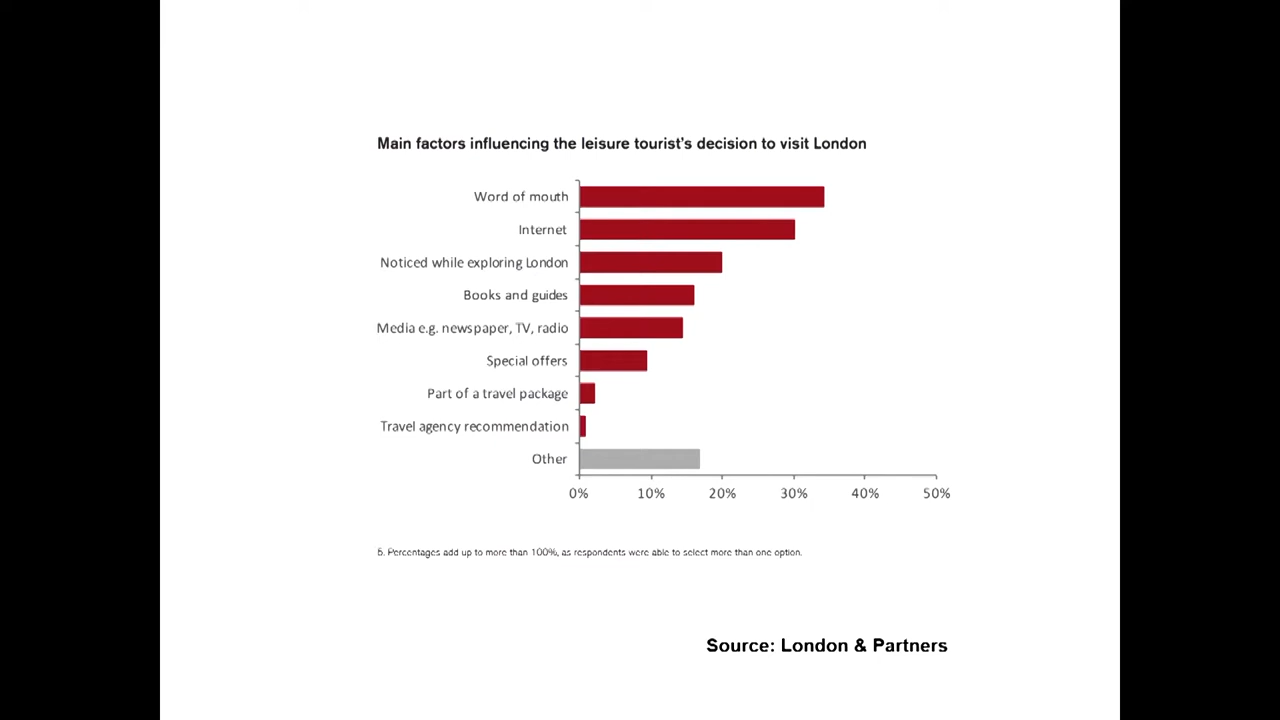 Main factors influencing the leisure tourist's decision to visit London
Word of mouth
Internet
Noticed while exploring London
Books and guides
Media e.g. newspaper, TV, radio
Special offers
Part of a travel package
Travel agency recommendation
Other
0% 10% 20% 30% 40% 50%
5. Percentages add up to more than 100%, as respondents were able to select more than one option.
Source: London & Partners